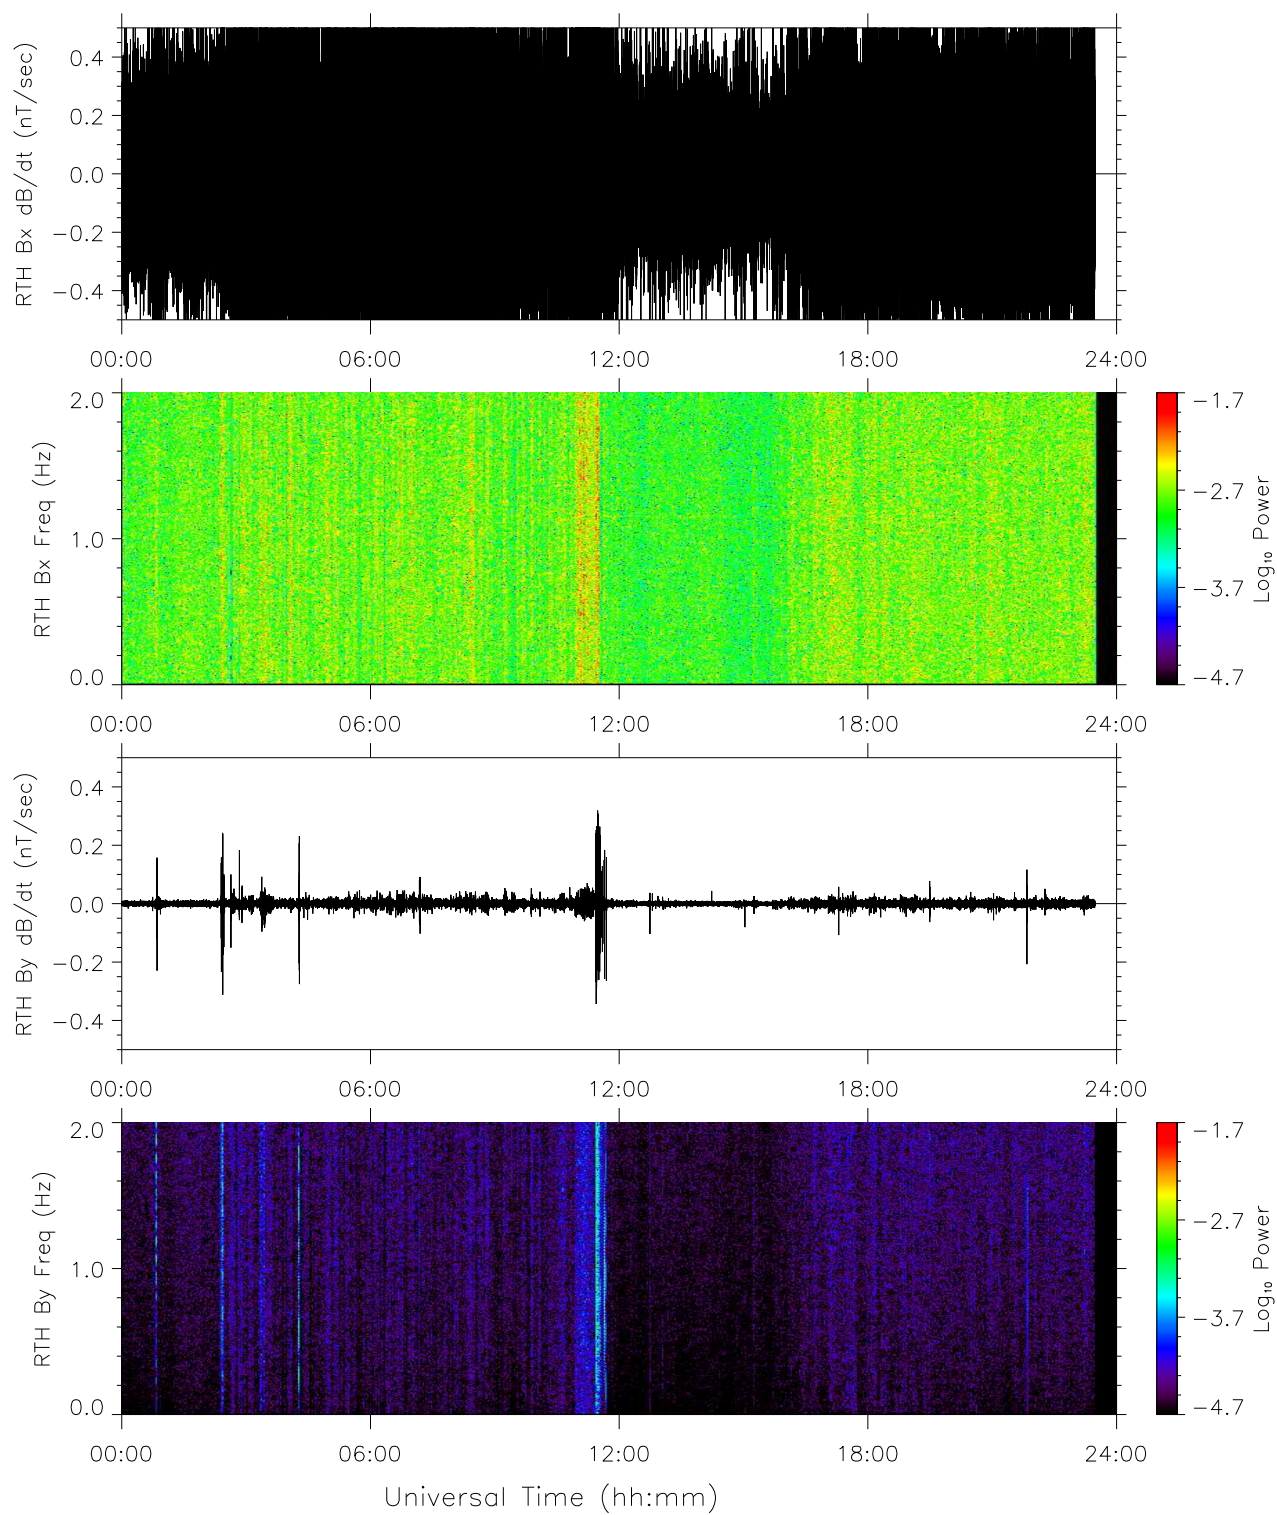 RTH Bx dB/dt (nT/sec)
0.4
0.2
0.0
−0.2
−0.4
00:00 06:00 12:00 18:00 24:00
RTH Bx Freq (Hz)
2.0
1.0
0.0
−1.7
−2.7
−3.7
−4.7
Log₁₀ Power
00:00 06:00 12:00 18:00 24:00
RTH By dB/dt (nT/sec)
0.4
0.2
0.0
−0.2
−0.4
00:00 06:00 12:00 18:00 24:00
RTH By Freq (Hz)
2.0
1.0
0.0
−1.7
−2.7
−3.7
−4.7
Log₁₀ Power
00:00 06:00 12:00 18:00 24:00
Universal Time (hh:mm)